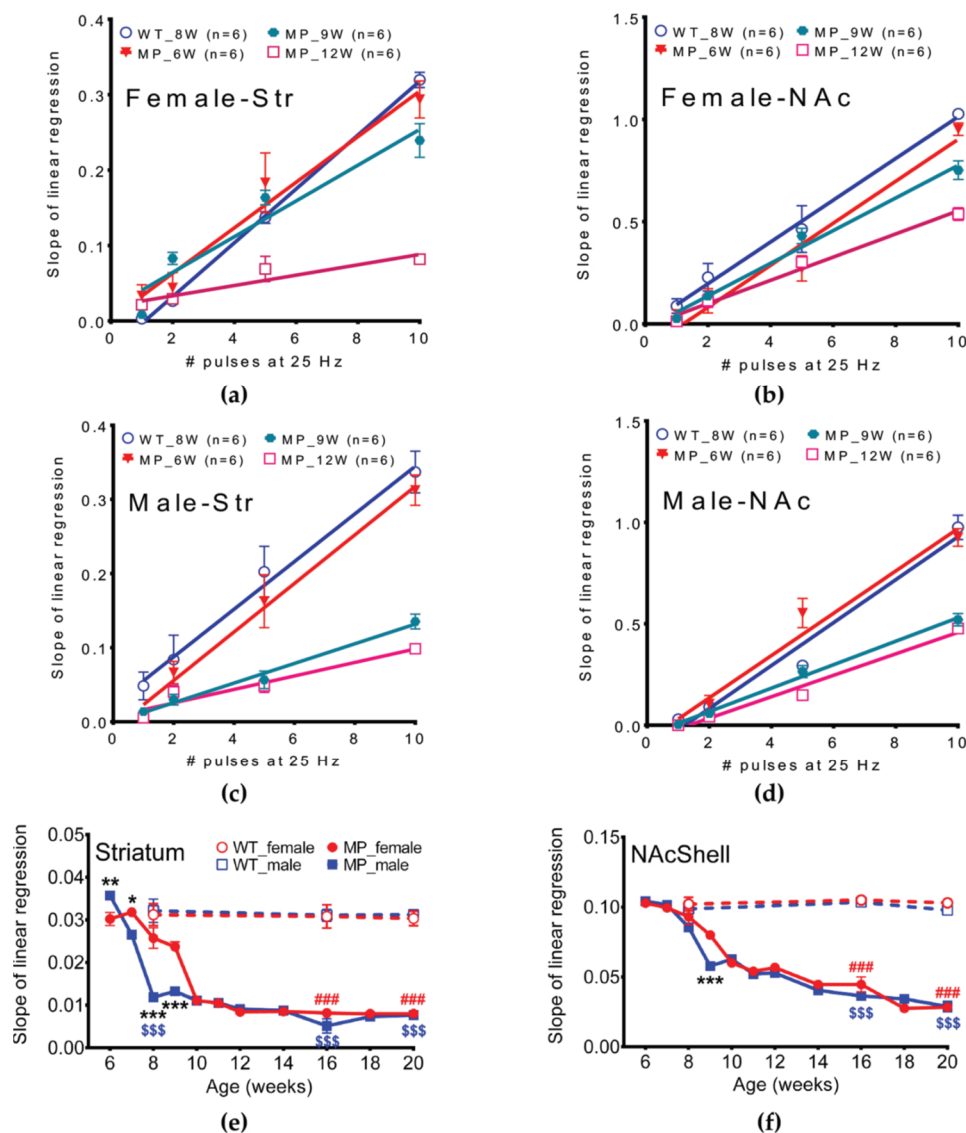 0.4
WT_8W (n=6) MP_9W (n=6)
MP_6W (n=6) MP_12W (n=6)
Female-Str
0.3
0.2
0.1
0.0
Slope of linear regression
0 2 4 6 8 10
# pulses at 25 Hz
(a)
1.5
WT_8W (n=6) MP_9W (n=6)
MP_6W (n=6) MP_12W (n=6)
Female-NAc
1.0
0.5
0.0
Slope of linear regression
0 2 4 6 8 10
# pulses at 25 Hz
(b)
0.4
WT_8W (n=6) MP_9W (n=6)
MP_6W (n=6) MP_12W (n=6)
Male-Str
0.3
0.2
0.1
0.0
Slope of linear regression
0 2 4 6 8 10
# pulses at 25 Hz
(c)
1.5
WT_8W (n=6) MP_9W (n=6)
MP_6W (n=6) MP_12W (n=6)
Male-NAc
1.0
0.5
0.0
Slope of linear regression
0 2 4 6 8 10
# pulses at 25 Hz
(d)
0.05
Striatum
WT_female MP_female
WT_male MP_male
0.04
0.03
0.02
0.01
0.00
Slope of linear regression
**
*
***
***
$$$
###
$$$
###
$$$
6 8 10 12 14 16 18 20
Age (weeks)
(e)
0.15
NAcShell
0.10
0.05
0.00
Slope of linear regression
***
###
$$$
###
$$$
6 8 10 12 14 16 18 20
Age (weeks)
(f)